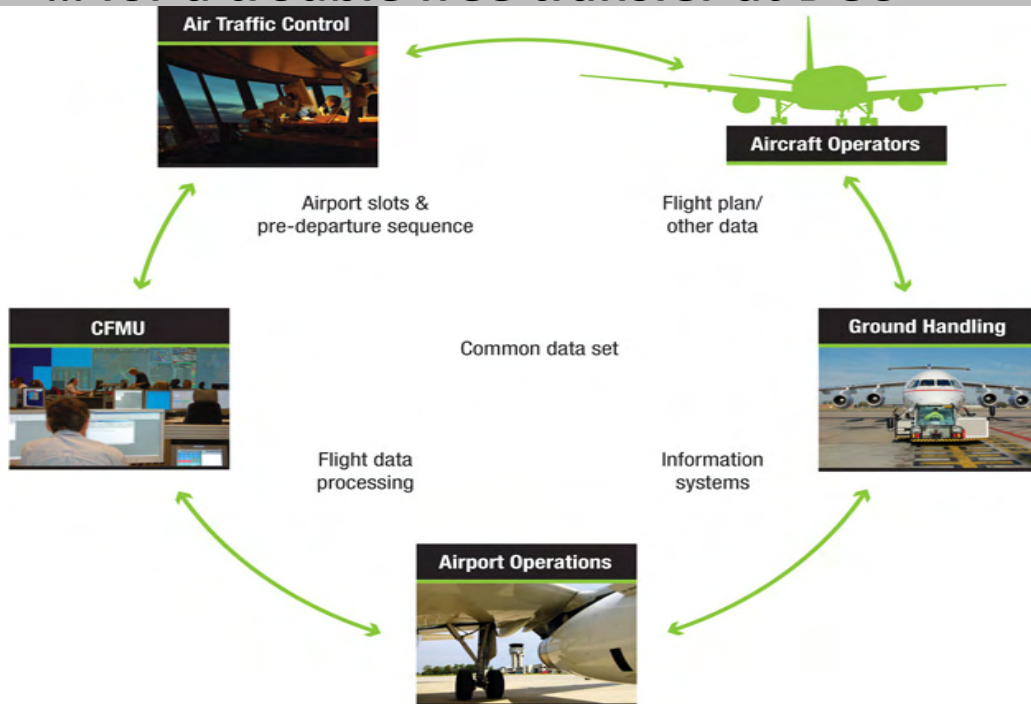 Air Traffic Control
Aircraft Operators
Airport slots &
pre-departure sequence
Flight plan/
other data
CFMU
Ground Handling
Common data set
Flight data
processing
Information
systems
Airport Operations